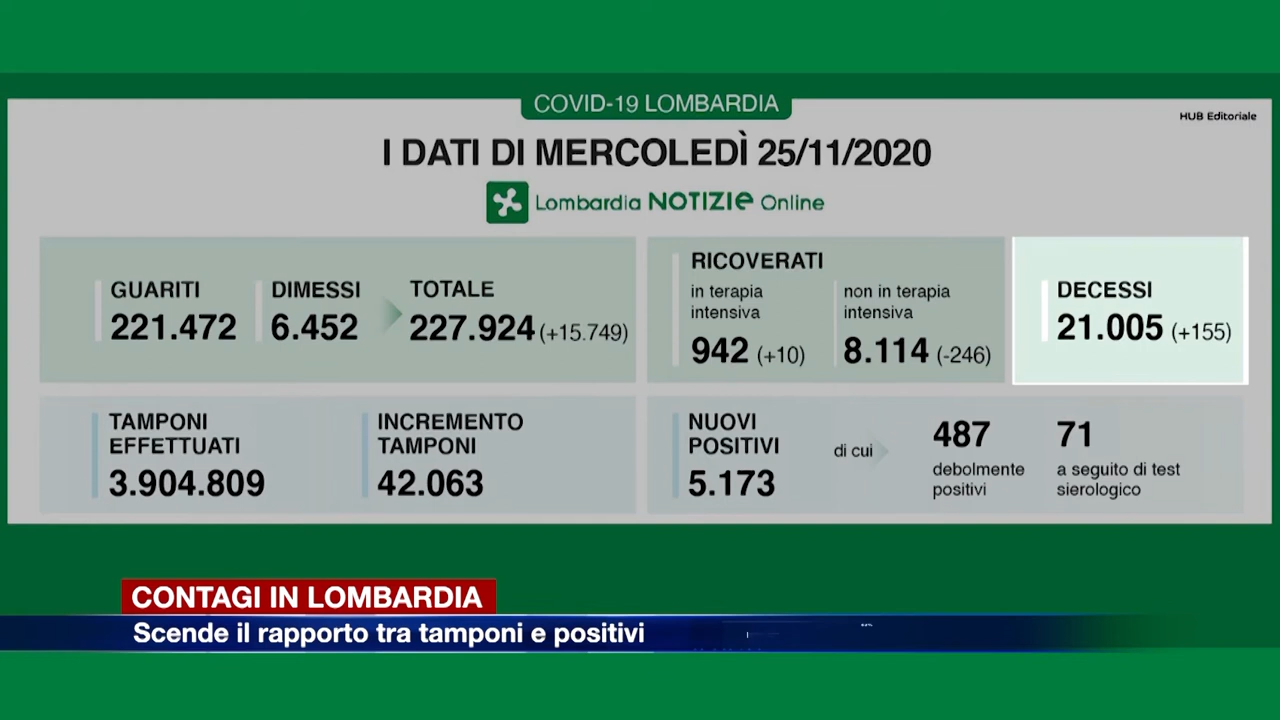 COVID-19 LOMBARDIA
HUB Editoriale
I DATI DI MERCOLEDÌ 25/11/2020
Lombardia NOTIZIE Online
GUARITI
221.472
DIMESSI
6.452
TOTALE
227.924 (+15.749)
RICOVERATI
in terapia
intensiva
942 (+10)
non in terapia
intensiva
8.114 (-246)
DECESSI
21.005 (+155)
TAMPONI
EFFETTUATI
3.904.809
INCREMENTO
TAMPONI
42.063
NUOVI
POSITIVI
5.173
di cui
487
debolmente
positivi
71
a seguito di test
sierologico
CONTAGI IN LOMBARDIA
Scende il rapporto tra tamponi e positivi